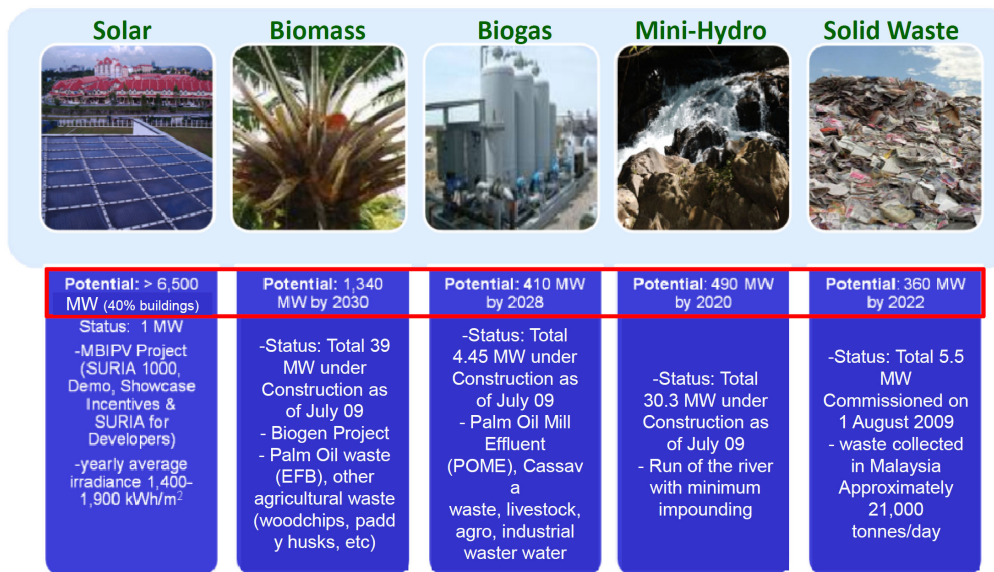 Solar
Biomass
Biogas
Mini-Hydro
Solid Waste
Potential: > 6,500
MW (40% buildings)
Status: 1 MW
-MBIPV Project
(SURIA 1000,
Demo, Showcase
Incentives &
SURIA for
Developers)
-yearly average
irradiance 1,400-
1,900 kWh/m²
Potential: 1,340
MW by 2030
-Status: Total 39
MW under
Construction as
of July 09
- Biogen Project
- Palm Oil waste
(EFB), other
agricultural waste
(woodchips, padd
y husks, etc)
Potential: 410 MW
by 2028
-Status: Total
4.45 MW under
Construction as
of July 09
- Palm Oil Mill
Effluent
(POME), Cassav
a
waste, livestock,
agro, industrial
waster water
Potential: 490 MW
by 2020
-Status: Total
30.3 MW under
Construction as
of July 09
- Run of the river
with minimum
impounding
Potential: 360 MW
by 2022
-Status: Total 5.5
MW
Commissioned on
1 August 2009
- waste collected
in Malaysia
Approximately
21,000
tonnes/day